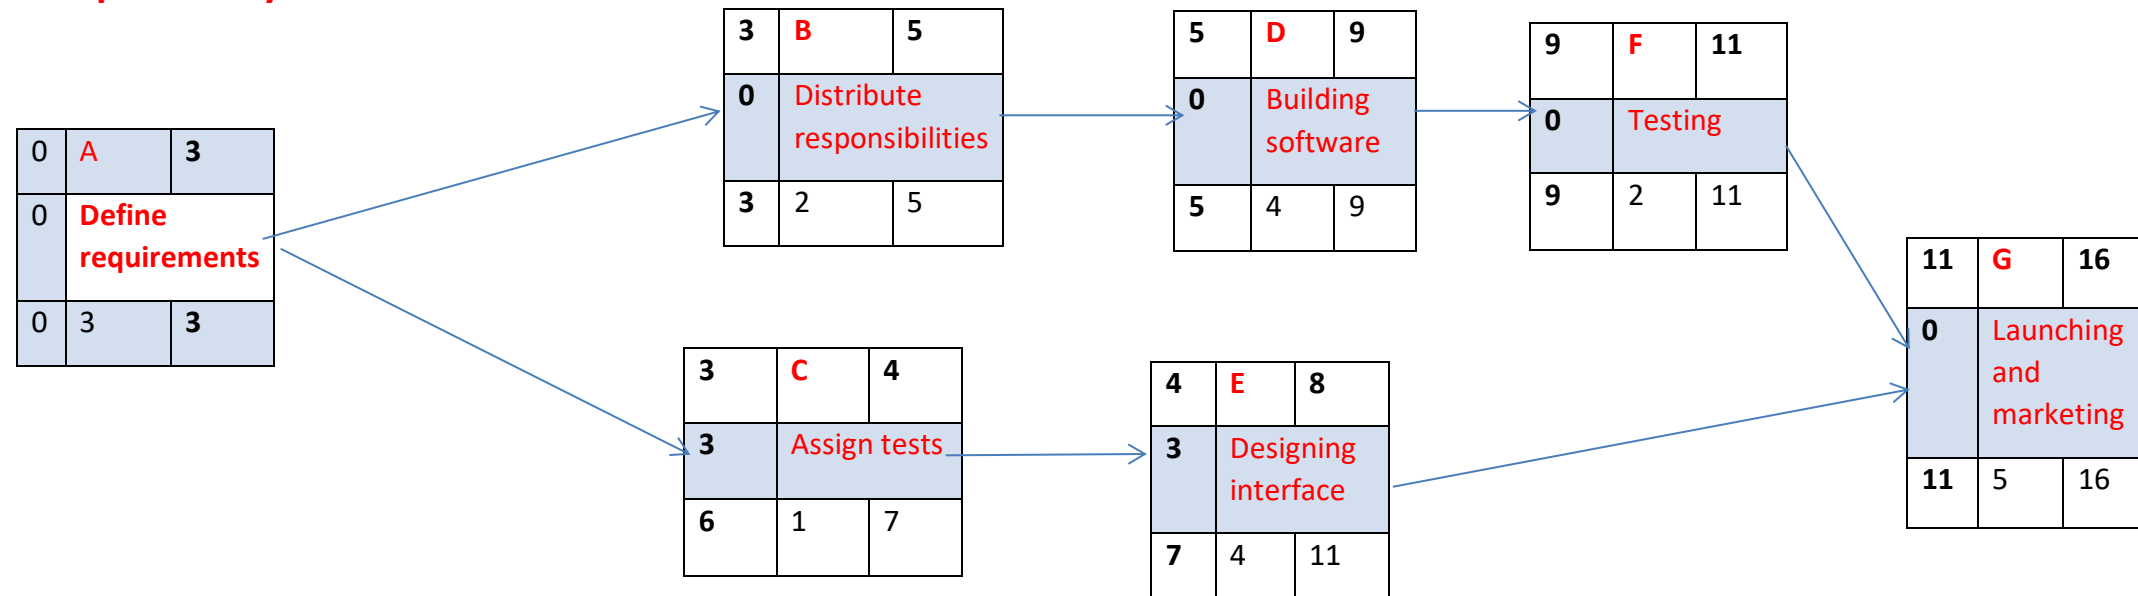 0 A 3
0 Define
requirements
0 3 3
3 B 5
0 Distribute
responsibilities
3 2 5
5 D 9
0 Building
software
5 4 9
9 F 11
0 Testing
9 2 11
3 C 4
3 Assign tests
6 1 7
4 E 8
3 Designing
interface
7 4 11
11 G 16
0 Launching
and
marketing
11 5 16